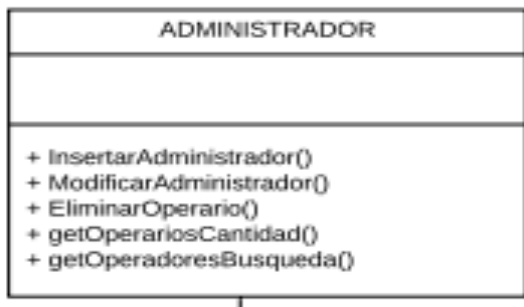 ADMINISTRADOR
+ InsertarAdministrador()
+ ModificarAdministrador()
+ EliminarOperario()
+ getOperariosCantidad()
+ getOperadoresBusqueda()